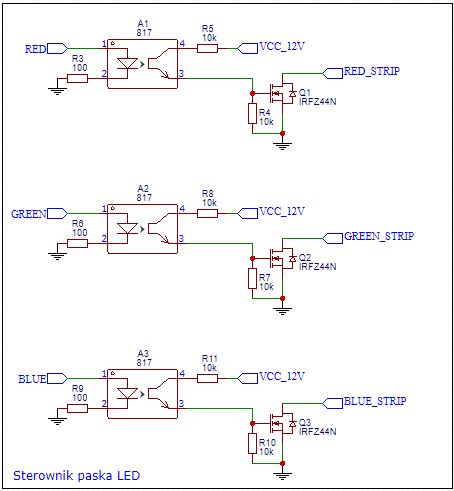 A1
817
R5
10k
RED
1
4
VCC_12V
R3
100
2
3
RED_STRIP
R4
10k
Q1
IRFZ44N
A2
817
R8
10k
GREEN
1
4
VCC_12V
R6
100
2
3
GREEN_STRIP
R7
10k
Q2
IRFZ44N
A3
817
R11
10k
BLUE
1
4
VCC_12V
R9
100
2
3
BLUE_STRIP
R10
10k
Q3
IRFZ44N
Sterownik paska LED